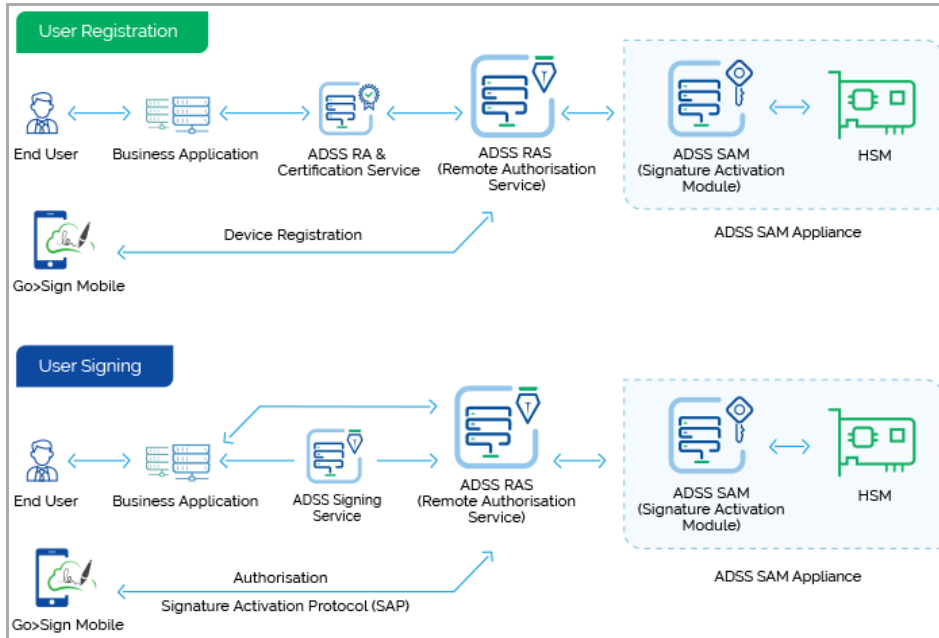 User Registration
End User
Business Application
ADSS RA &
Certification Service
ADSS RAS
(Remote Authorisation
Service)
ADSS SAM
(Signature Activation
Module)
HSM
ADSS SAM Appliance
Device Registration
Go>Sign Mobile
User Signing
End User
Business Application
ADSS Signing
Service
ADSS RAS
(Remote Authorisation
Service)
ADSS SAM
(Signature Activation
Module)
HSM
ADSS SAM Appliance
Authorisation
Signature Activation Protocol (SAP)
Go>Sign Mobile